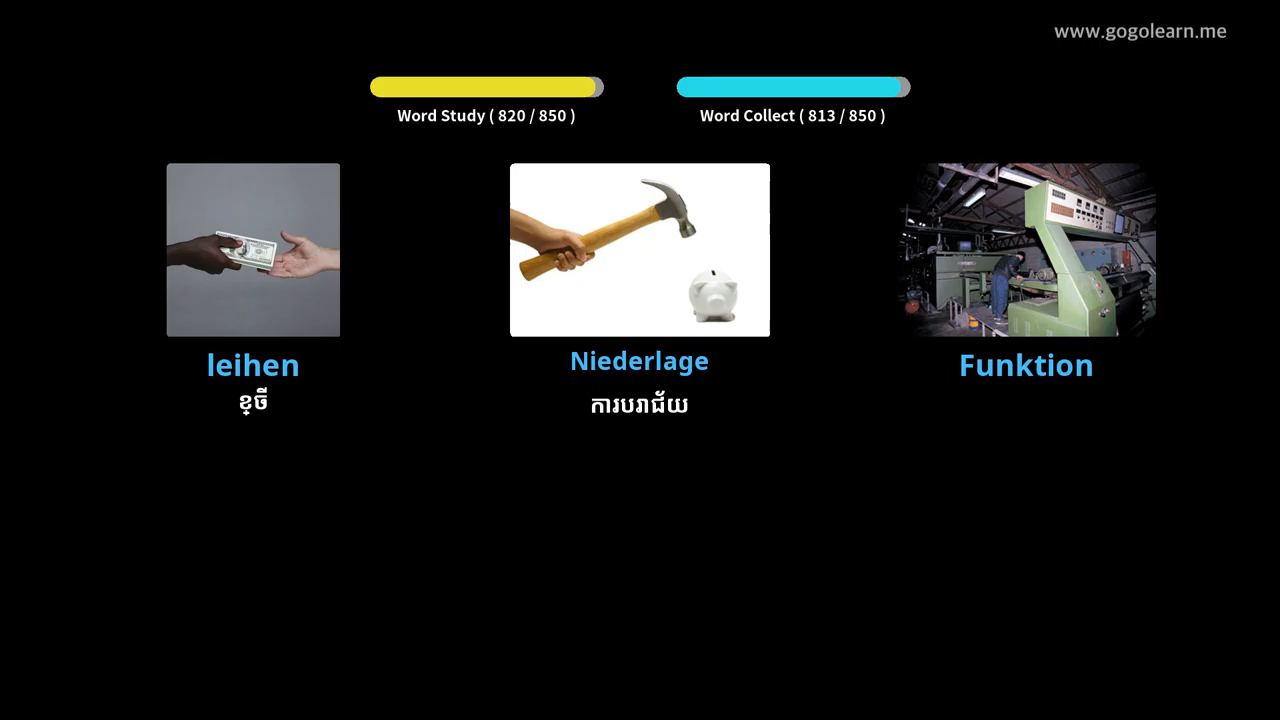 www.gogolearn.me
Word Study ( 820 / 850 )
Word Collect ( 813 / 850 )
leihen
Niederlage
Funktion
ខ្ចី
ការបរាជ័យ